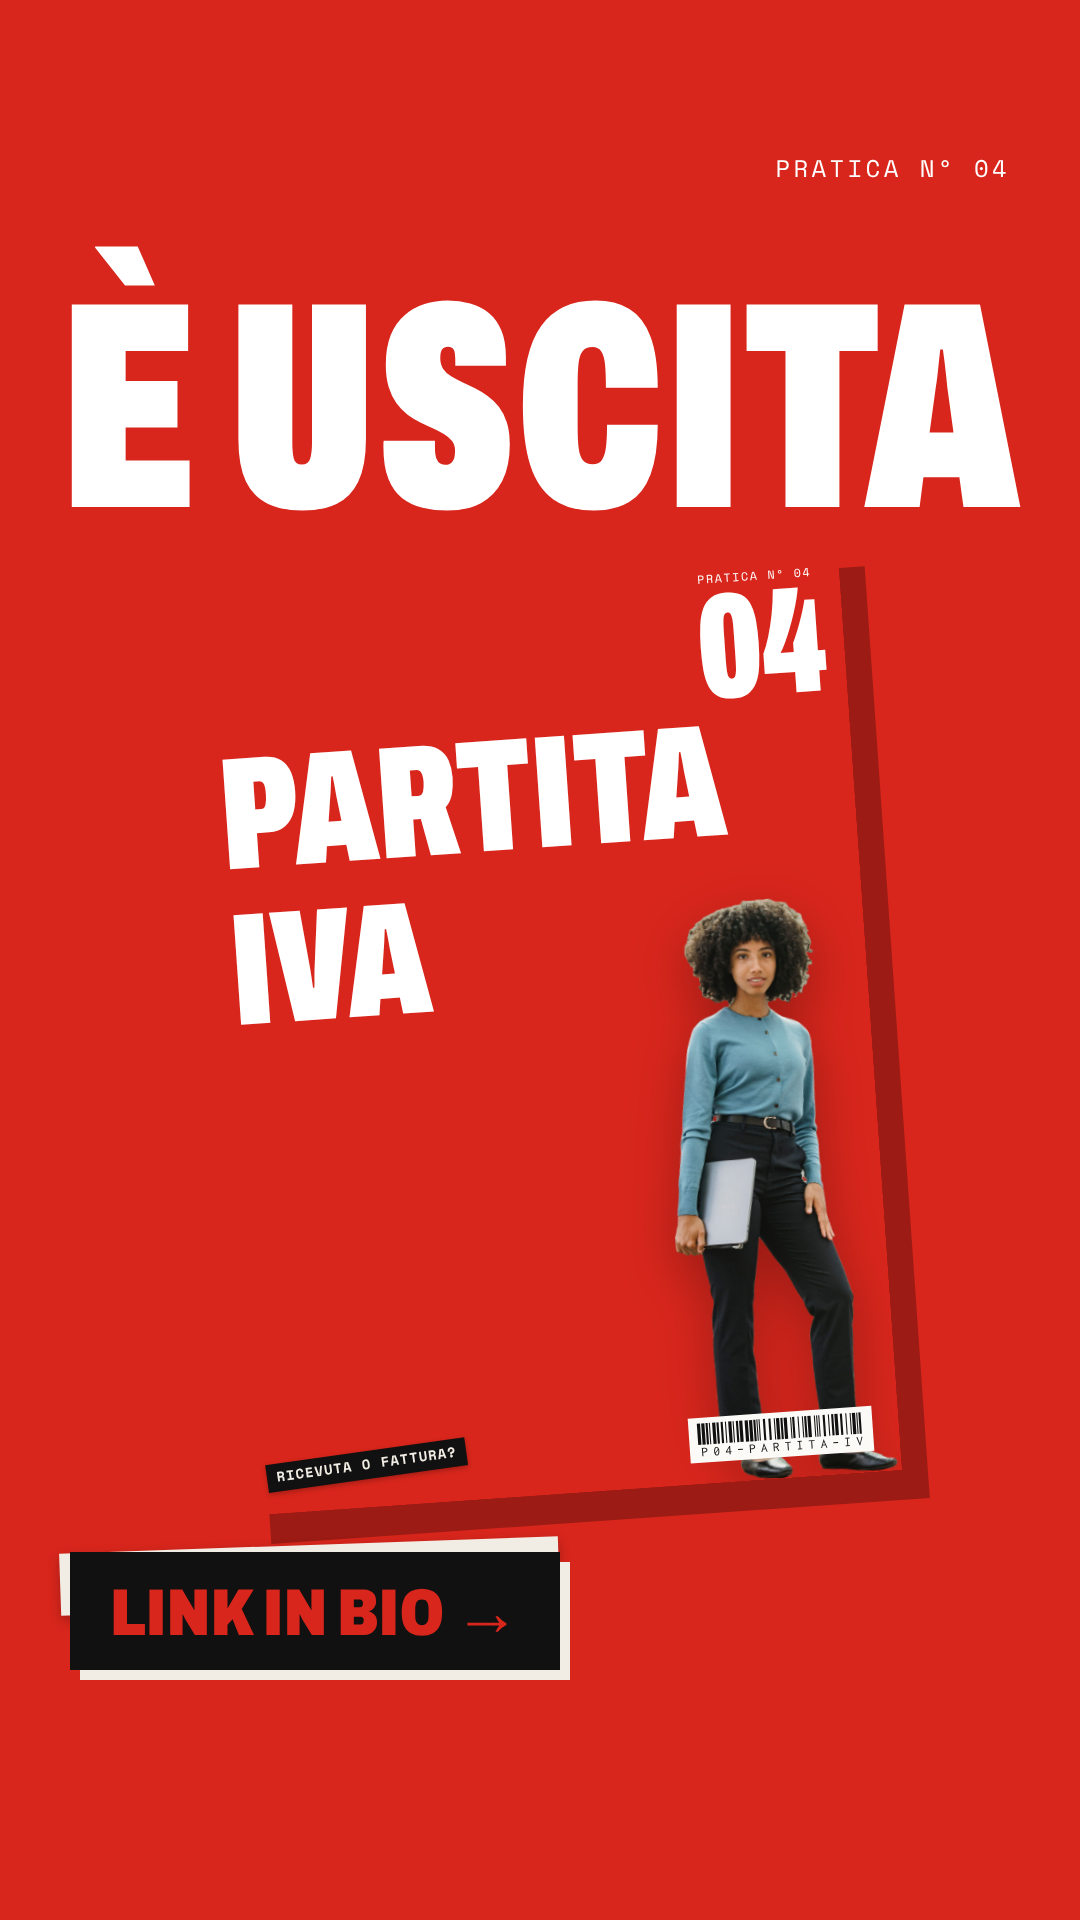 PRATICA N° 04
È USCITA
PRATICA N° 04
04
PARTITA
IVA
P04-PARTITA-IV
RICEVUTA O FATTURA?
LINK IN BIO →